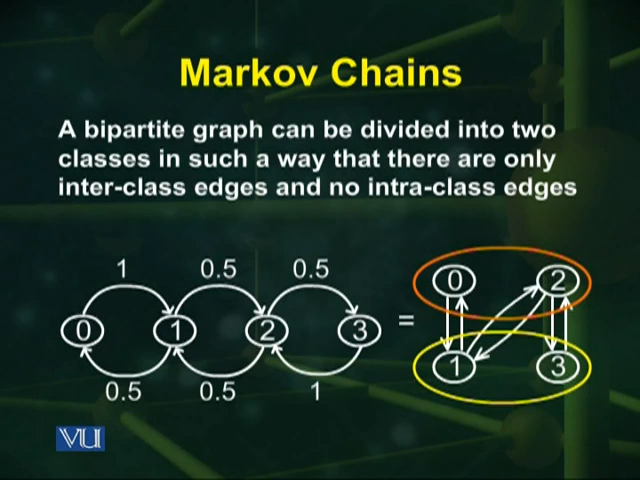 Markov Chains
A bipartite graph can be divided into two
classes in such a way that there are only
inter-class edges and no intra-class edges
1 0.5 0.5
0 1 2 3
0.5 0.5 1
=
0 2
1 3
VU